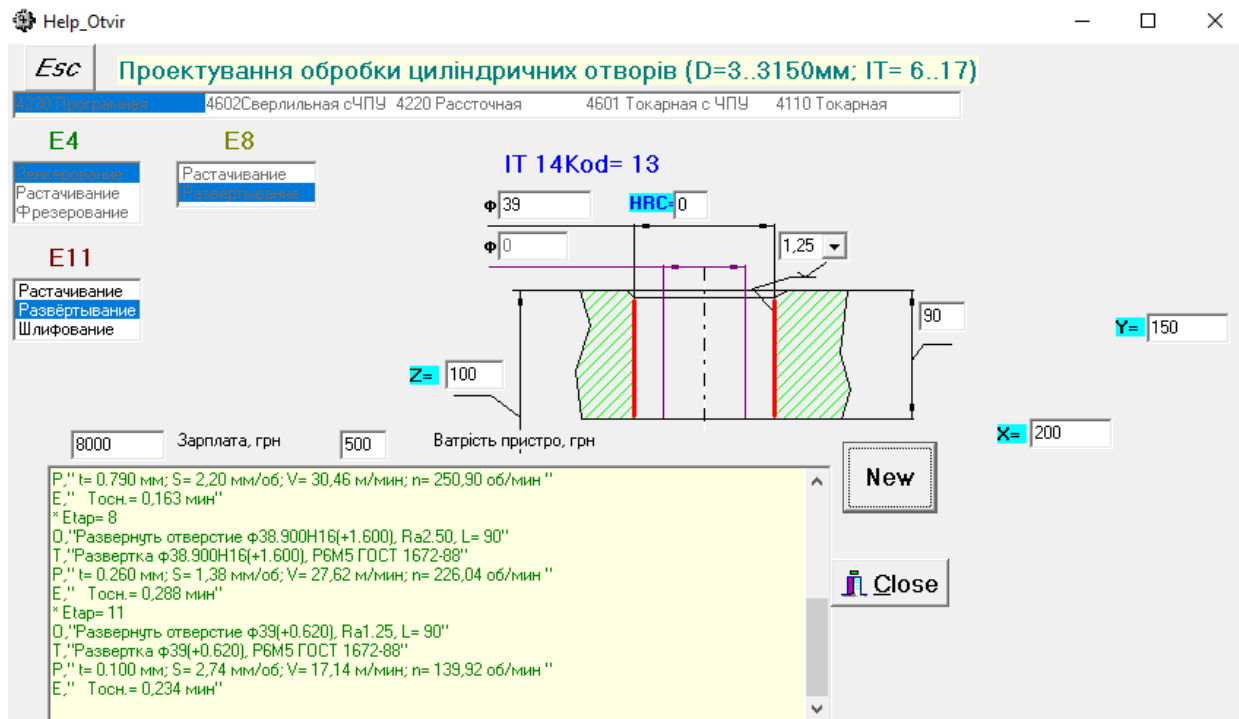 Help_Otvir
Esc
Проектування обробки циліндричних отворів (D=3..3150мм; IT= 6..17)
4230 Программная 4602Сверлильная сЧПУ 4220 Рассточная 4601 Токарная с ЧПУ 4110 Токарная
E4
E8
Зенкерование
Растачивание
Фрезерование
Растачивание
Развёртывание
IT 14Kod= 13
Ф 39
HRC= 0
Ф 0
1,25
E11
Растачивание
Развёртывание
Шлифование
90
Y= 150
Z= 100
X= 200
8000 Зарплата, грн 500 Ватрість пристро, грн
P," t= 0.790 мм; S= 2,20 мм/об; V= 30,46 м/мин; n= 250,90 об/мин "
E," Тосн.= 0,163 мин"
* Etap= 8
O,"Развернуть отверстие ф38.900H16(+1.600), Ra2.50, L= 90"
T,"Развертка ф38.900H16(+1.600), Р6М5 ГОСТ 1672-88"
P," t= 0.260 мм; S= 1,38 мм/об; V= 27,62 м/мин; n= 226,04 об/мин "
E," Тосн.= 0,288 мин"
* Etap= 11
O,"Развернуть отверстие ф39(+0.620), Ra1.25, L= 90"
T,"Развертка ф39(+0.620), Р6М5 ГОСТ 1672-88"
P," t= 0.100 мм; S= 2,74 мм/об; V= 17,14 м/мин; n= 139,92 об/мин "
E," Тосн.= 0,234 мин"
New
Close